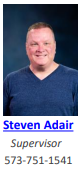 Steven Adair
Supervisor
573-751-1541